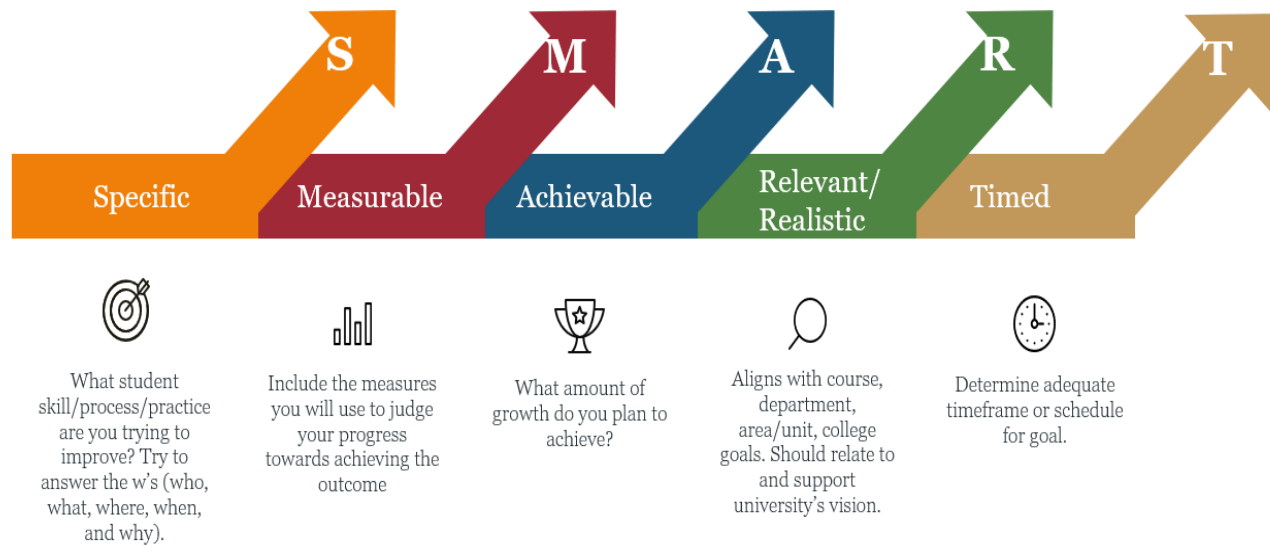 S
M
A
R
T
Specific
Measurable
Achievable
Relevant/
Realistic
Timed
What student
skill/process/practice
are you trying to
improve? Try to
answer the w's (who,
what, where, when,
and why).
Include the measures
you will use to judge
your progress
towards achieving the
outcome
What amount of
growth do you plan to
achieve?
Aligns with course,
department,
area/unit, college
goals. Should relate to
and support
university's vision.
Determine adequate
timeframe or schedule
for goal.